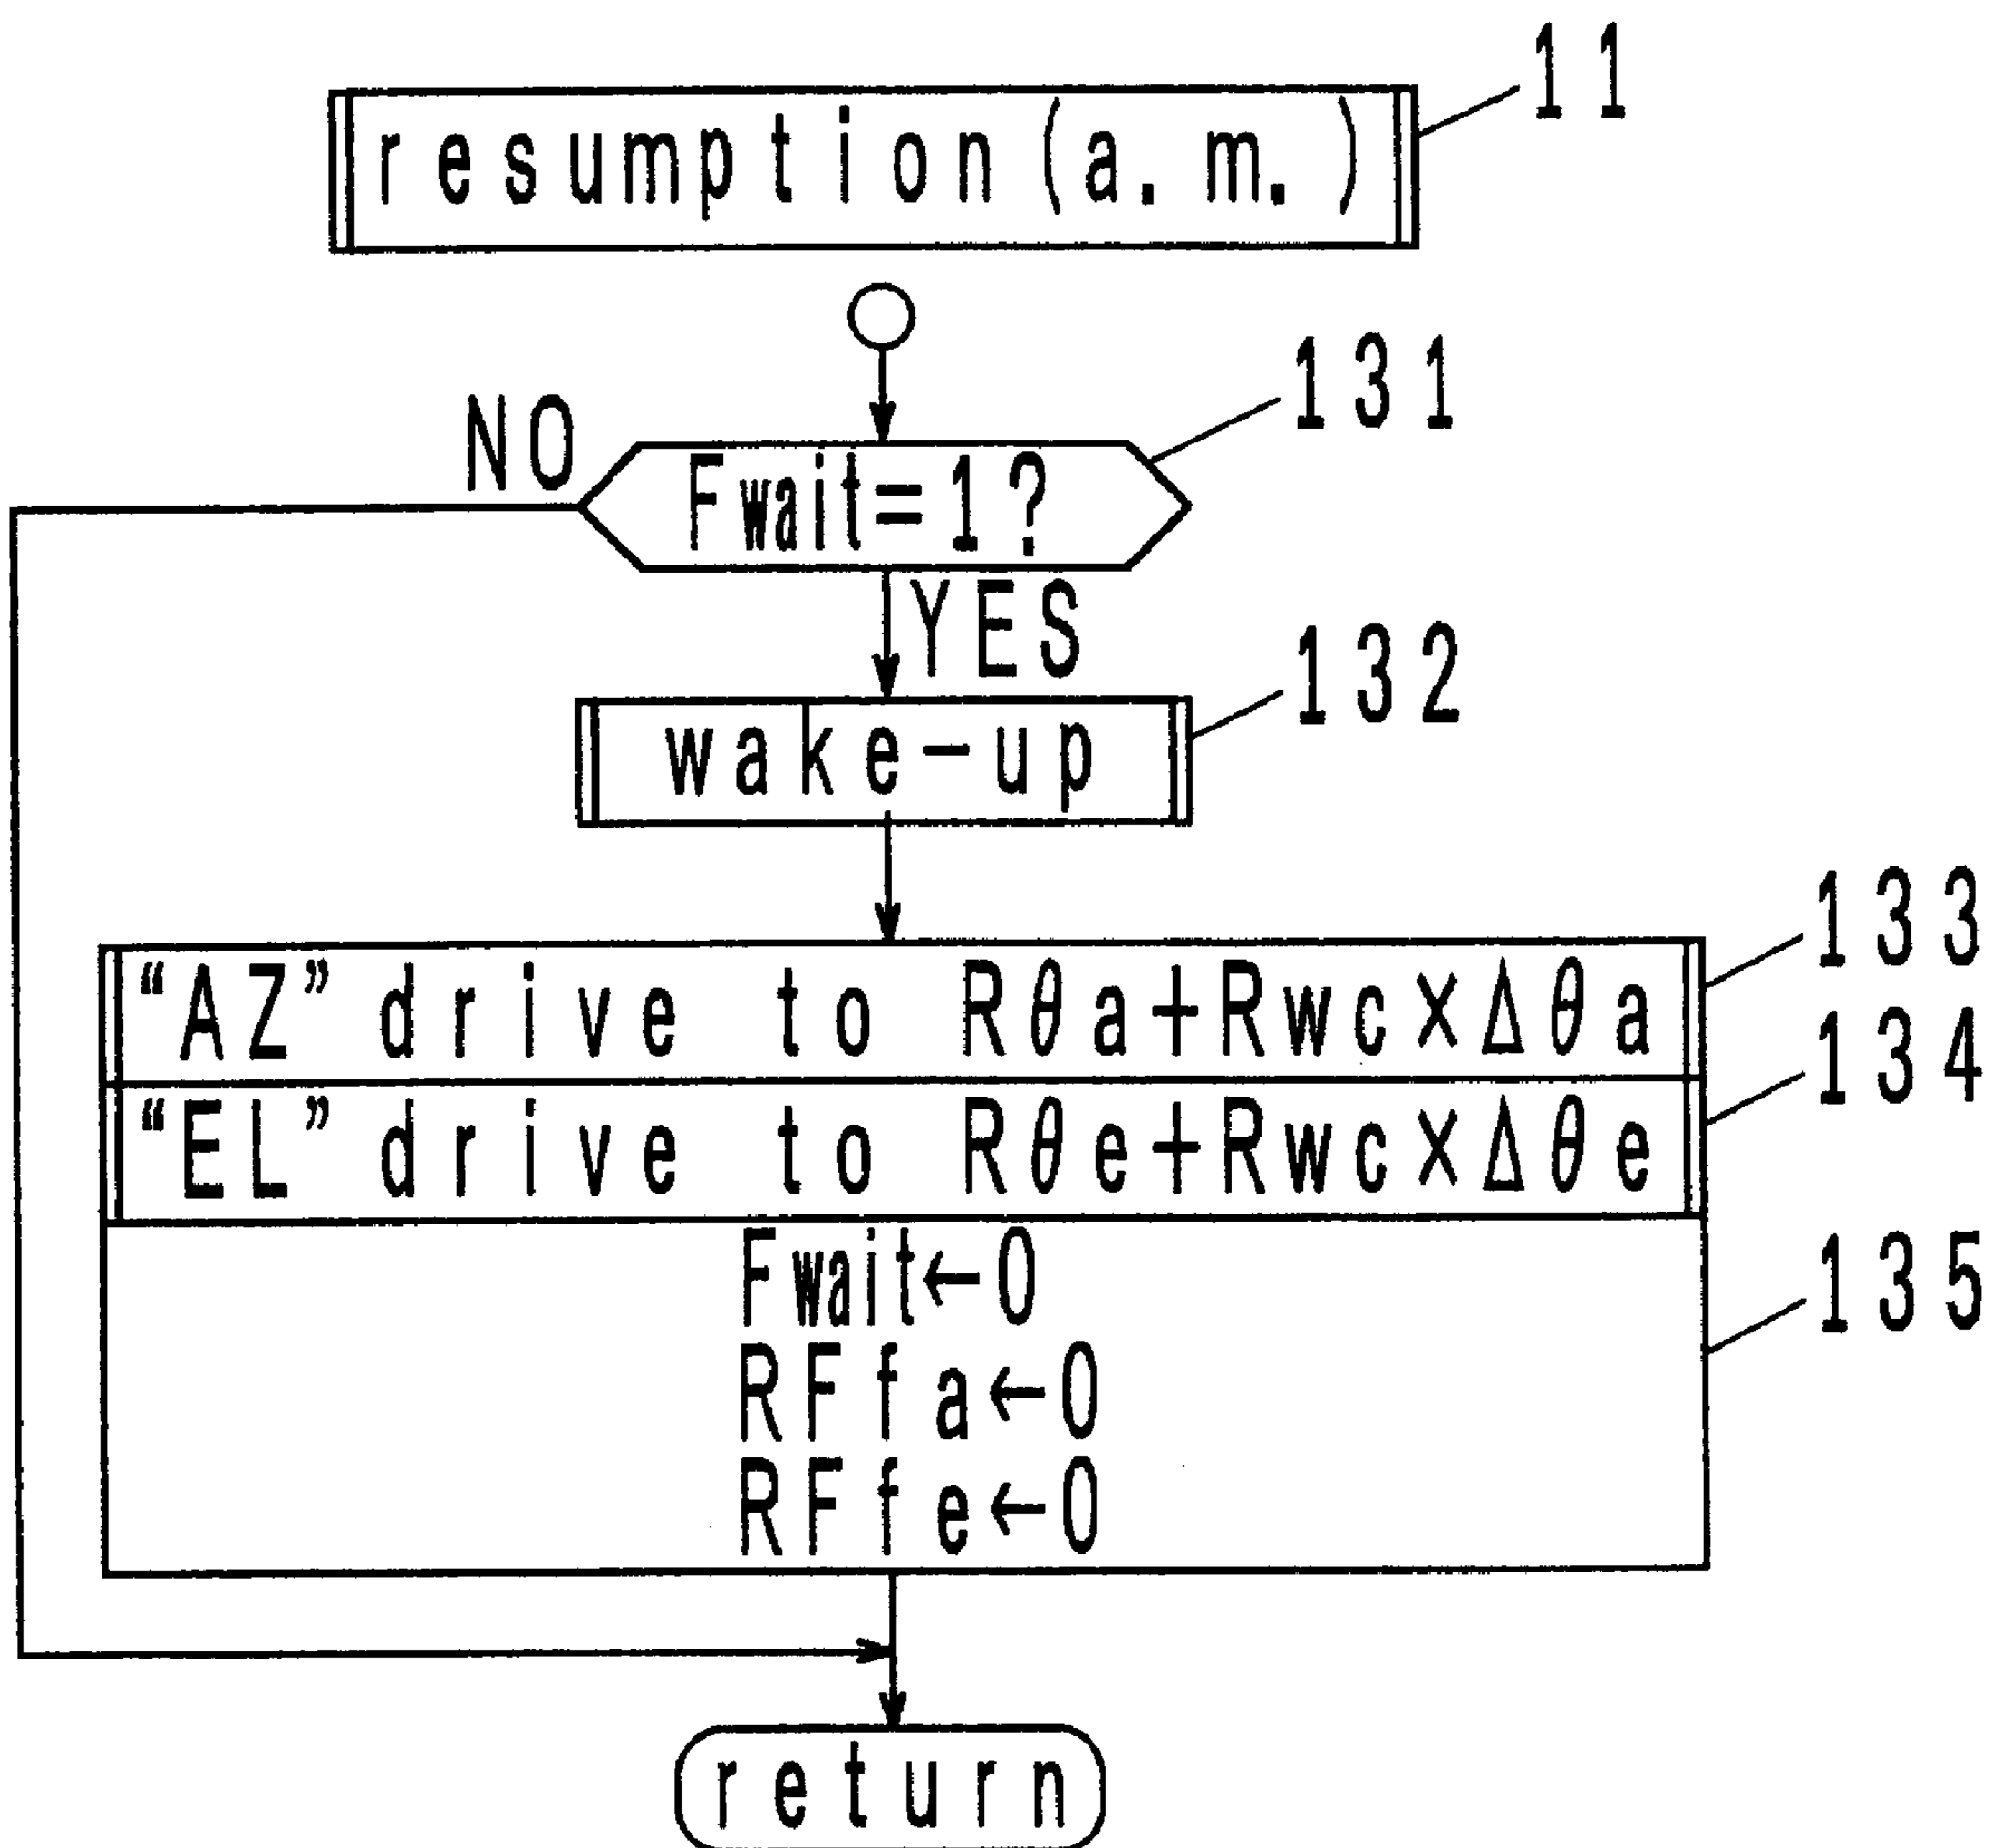 resumption(a.m.) 11
131
NO
Fwait=1?
YES
132
wake-up
133
“AZ”drive to Rθa+Rwc×Δθa
134
“EL”drive to Rθe+Rwc×Δθe
135
Fwait←0
RFfa←0
RFfe←0
return